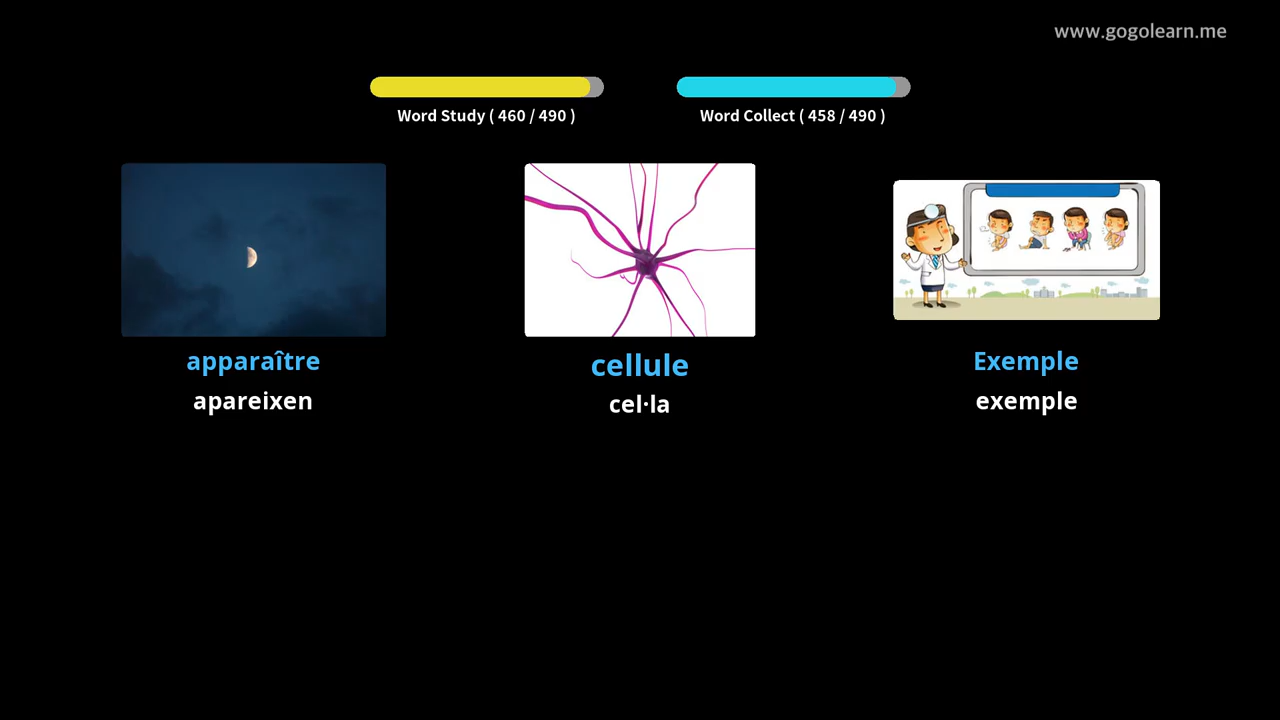 www.gogolearn.me
Word Study ( 460 / 490 )
Word Collect ( 458 / 490 )
apparaître
cellule
Exemple
apareixen
cel·la
exemple